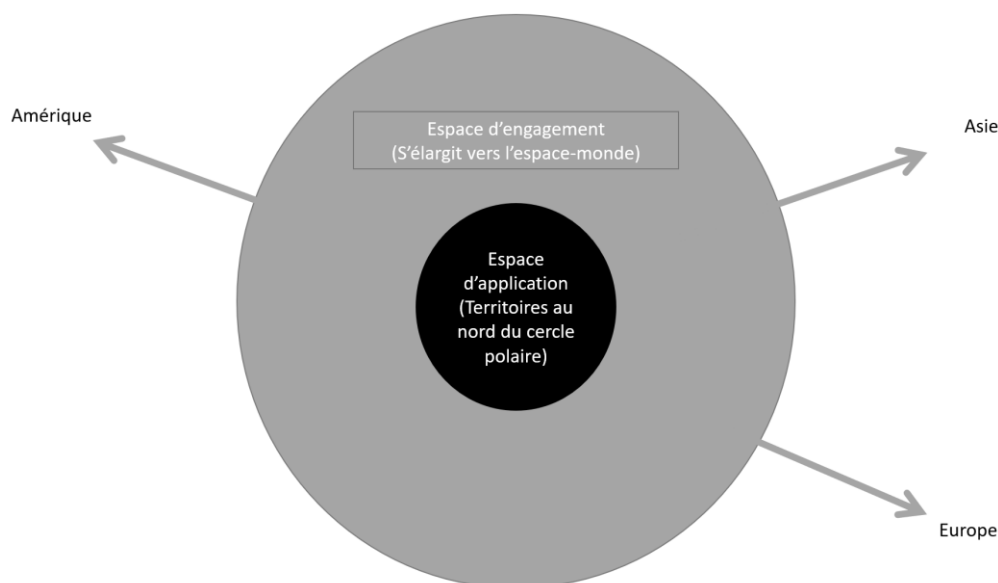 Amérique
Asie
Espace d’engagement
(S’élargit vers l’espace-monde)
Espace
d’application
(Territoires au
nord du cercle
polaire)
Europe